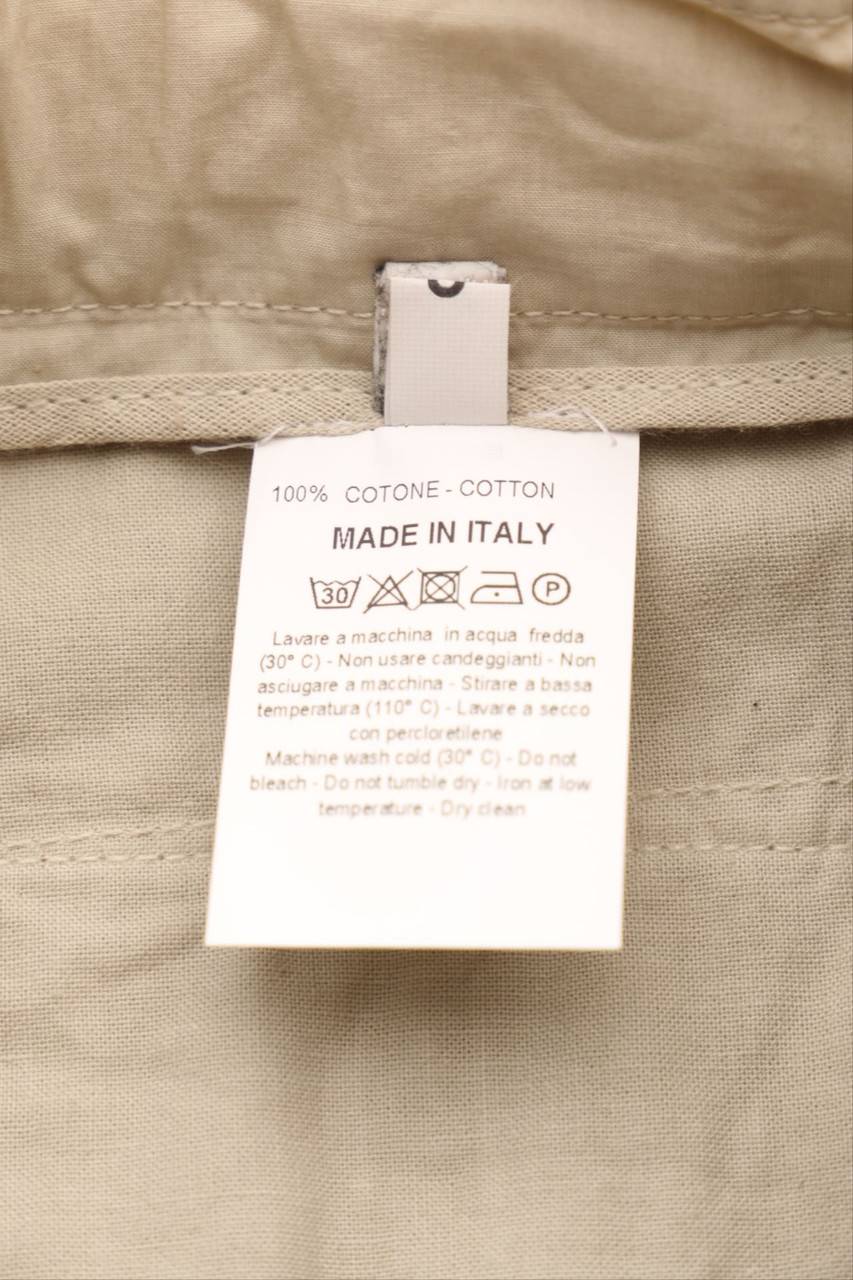 100% COTONE - COTTON
MADE IN ITALY
30 P
Lavare a macchina in acqua fredda
(30° C) - Non usare candeggianti - Non
asciugare a macchina - Stirare a bassa
temperatura (110° C) - Lavare a secco
con percloretilene
Machine wash cold (30° C) - Do not
bleach - Do not tumble dry - Iron at low
temperature - Dry clean